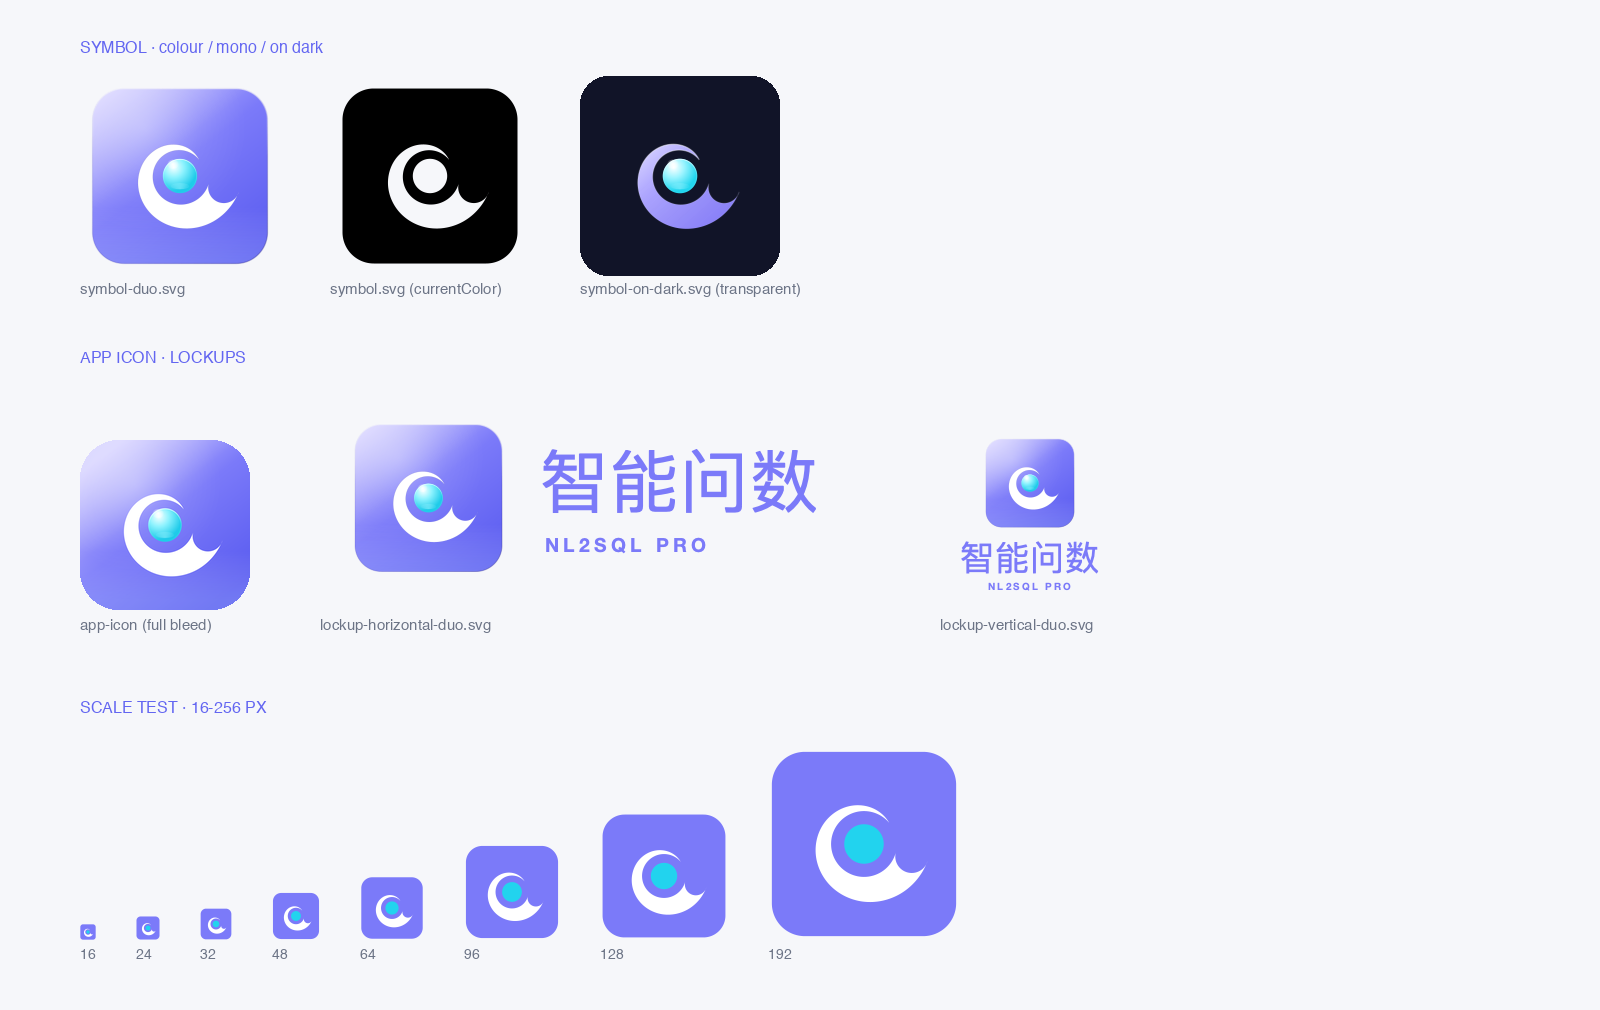 SYMBOL · colour / mono / on dark
symbol-duo.svg
symbol.svg (currentColor)
symbol-on-dark.svg (transparent)
APP ICON · LOCKUPS
智能问数
NL2SQL PRO
智能问数
NL2SQL PRO
app-icon (full bleed)
lockup-horizontal-duo.svg
lockup-vertical-duo.svg
SCALE TEST · 16-256 PX
16
24
32
48
64
96
128
192